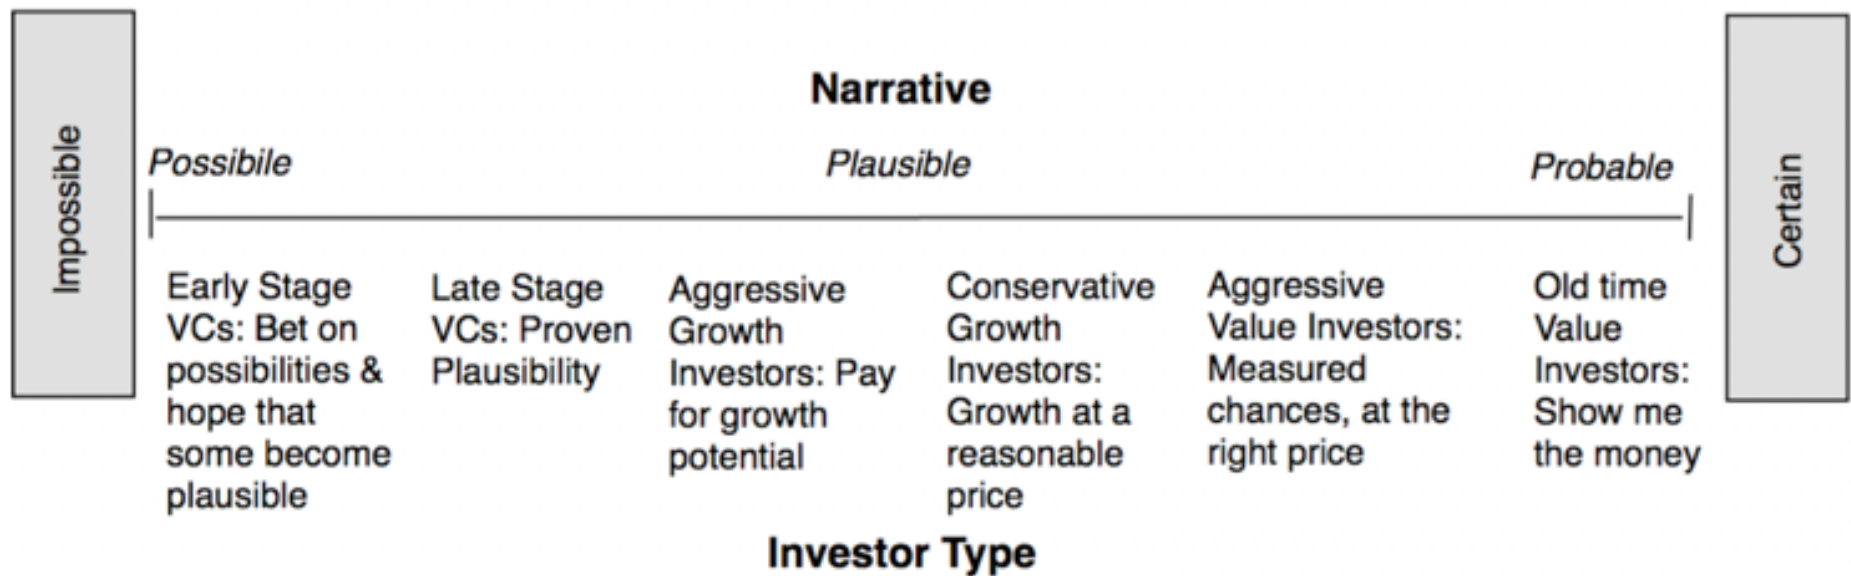 Impossible
Narrative
Possibile
Plausible
Probable
Certain
Early Stage
VCs: Bet on
possibilities &
hope that
some become
plausible
Late Stage
VCs: Proven
Plausibility
Aggressive
Growth
Investors: Pay
for growth
potential
Conservative
Growth
Investors:
Growth at a
reasonable
price
Aggressive
Value Investors:
Measured
chances, at the
right price
Old time
Value
Investors:
Show me
the money
Investor Type